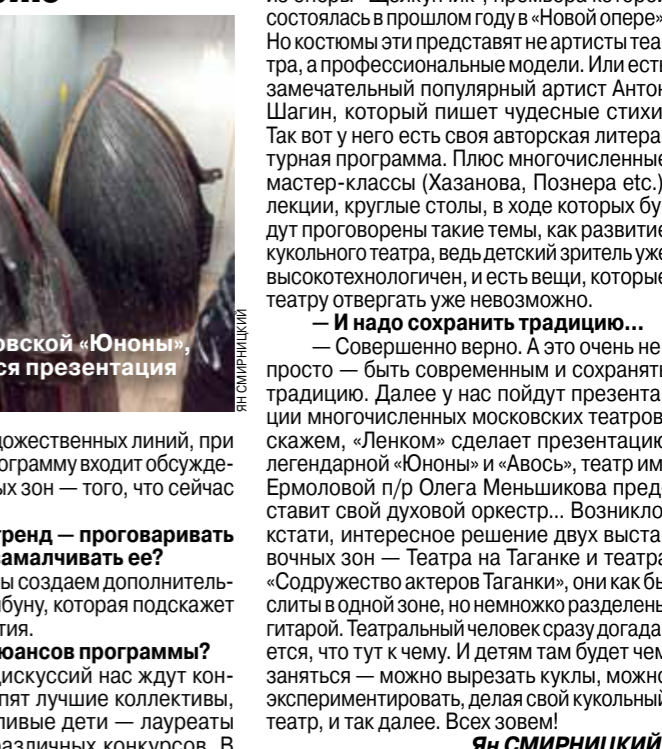 овской «Юноны»,
ся презентация
ЯН СМИРНИЦКИЙ
дожественных линий, при
ограмму входит обсужде-
ых зон — того, что сейчас
тренд — проговаривать
замалчивать ее?
ы создаем дополнитель-
ибуну, которая подскажет
тия.
юансов программы?
дискуссий нас ждут кон-
пят лучшие коллективы,
ливые дети — лауреаты
различных конкурсов. В
состоялась в прошлом году в «Новой опере»
Но костюмы эти представят не артисты теа
тра, а профессиональные модели. Или есть
замечательный популярный артист Антон
Шагин, который пишет чудесные стихи.
Так вот у него есть своя авторская литера
турная программа. Плюс многочисленные
мастер-классы (Хазанова, Познера etc.)
лекции, круглые столы, в ходе которых бу
дут проговорены такие темы, как развитие
кукольного театра, ведь детский зритель уже
высокотехнологичен, и есть вещи, которые
театру отвергать уже невозможно.
— И надо сохранить традицию...
— Совершенно верно. А это очень не
просто — быть современным и сохранять
традицию. Далее у нас пойдут презента
ции многочисленных московских театров
скажем, «Ленком» сделает презентацию
легендарной «Юноны» и «Авось», театр им
Ермоловой п/р Олега Меньшикова пред
ставит свой духовой оркестр... Возникло
кстати, интересное решение двух выста
вочных зон — Театра на Таганке и театра
«Содружество актеров Таганки», они как бы
слиты в одной зоне, но немножко разделены
гитарой. Театральный человек сразу догада
ется, что тут к чему. И детям там будет чем
заняться — можно вырезать куклы, можно
экспериментировать, делая свой кукольный
театр, и так далее. Всех зовем!
Ян СМИРНИЦКИЙ